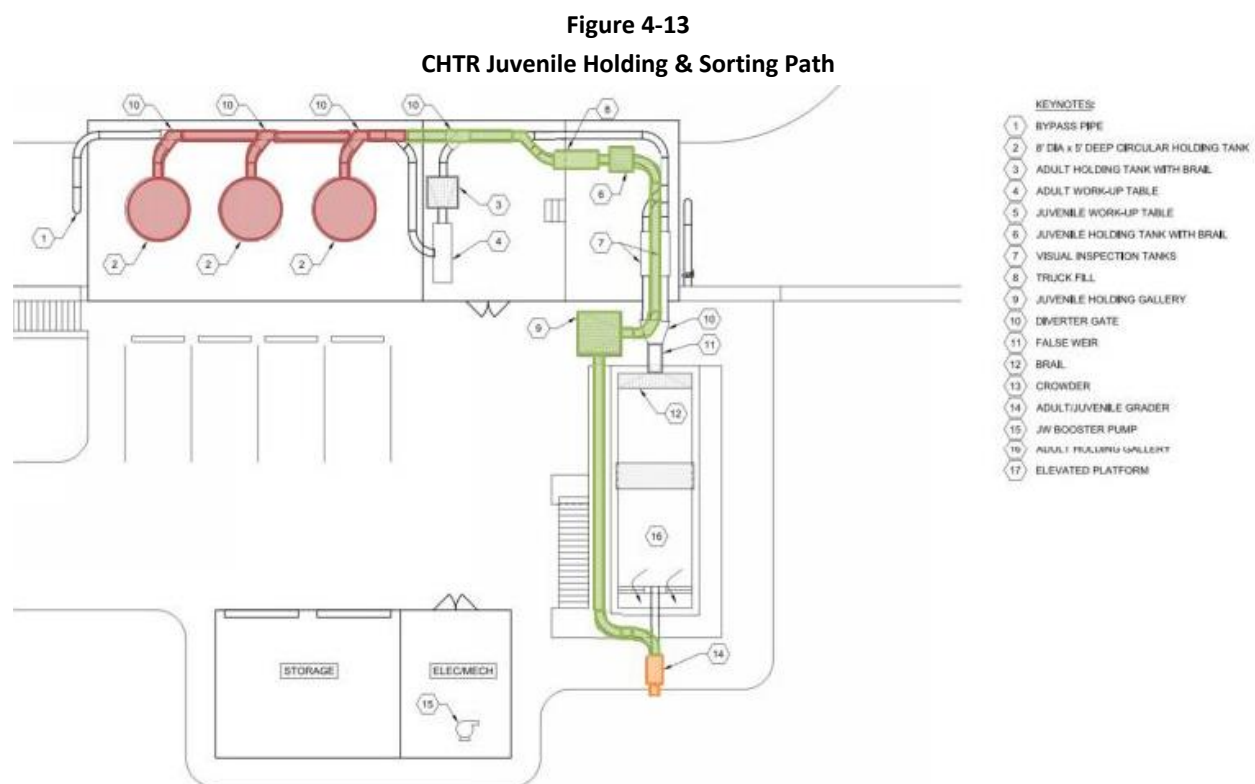 Figure 4-13
CHTR Juvenile Holding & Sorting Path
10
10
10
10
8
KEYNOTES:
1 BYPASS PIPE
2 8' DIA x 5' DEEP CIRCULAR HOLDING TANK
3 ADULT HOLDING TANK WITH BRAIL
4 ADULT WORK-UP TABLE
5 JUVENILE WORK-UP TABLE
6 JUVENILE HOLDING TANK WITH BRAIL
7 VISUAL INSPECTION TANKS
8 TRUCK FILL
9 JUVENILE HOLDING GALLERY
10 DIVERTER GATE
11 FALSE WEIR
12 BRAIL
13 CROWDER
14 ADULT/JUVENILE GRADER
15 JW BOOSTER PUMP
16 ADULT HOLDING GALLERY
17 ELEVATED PLATFORM
6
3
1
4
7
2
2
2
9
10
11
12
16
14
STORAGE
ELEC/MECH
15